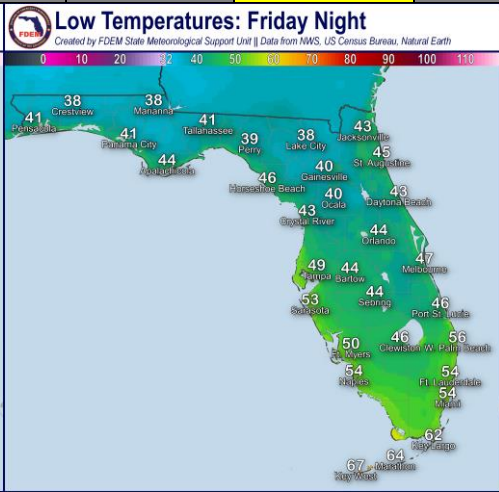 FDEM
Low Temperatures: Friday Night
Created by FDEM State Meteorological Support Unit || Data from NWS, US Census Bureau, Natural Earth
0 10 20 30 32 40 50 60 70 80 90 100 110
41
Pensacola
38
Crestview
38
Marianna
41
Panama City
41
Tallahassee
44
Apalachicola
39
Perry
38
Lake City
43
Jacksonville
45
St. Augustine
46
Horseshoe Beach
40
Gainesville
40
Ocala
43
Daytona Beach
43
Crystal River
44
Orlando
49
Tampa
44
Bartow
47
Melbourne
53
Sarasota
44
Sebring
46
Port St. Lucie
50
Ft. Myers
46
Clewiston
56
W. Palm Beach
54
Naples
54
Ft. Lauderdale
54
Miami
62
Key Largo
64
Marathon
67
Key West